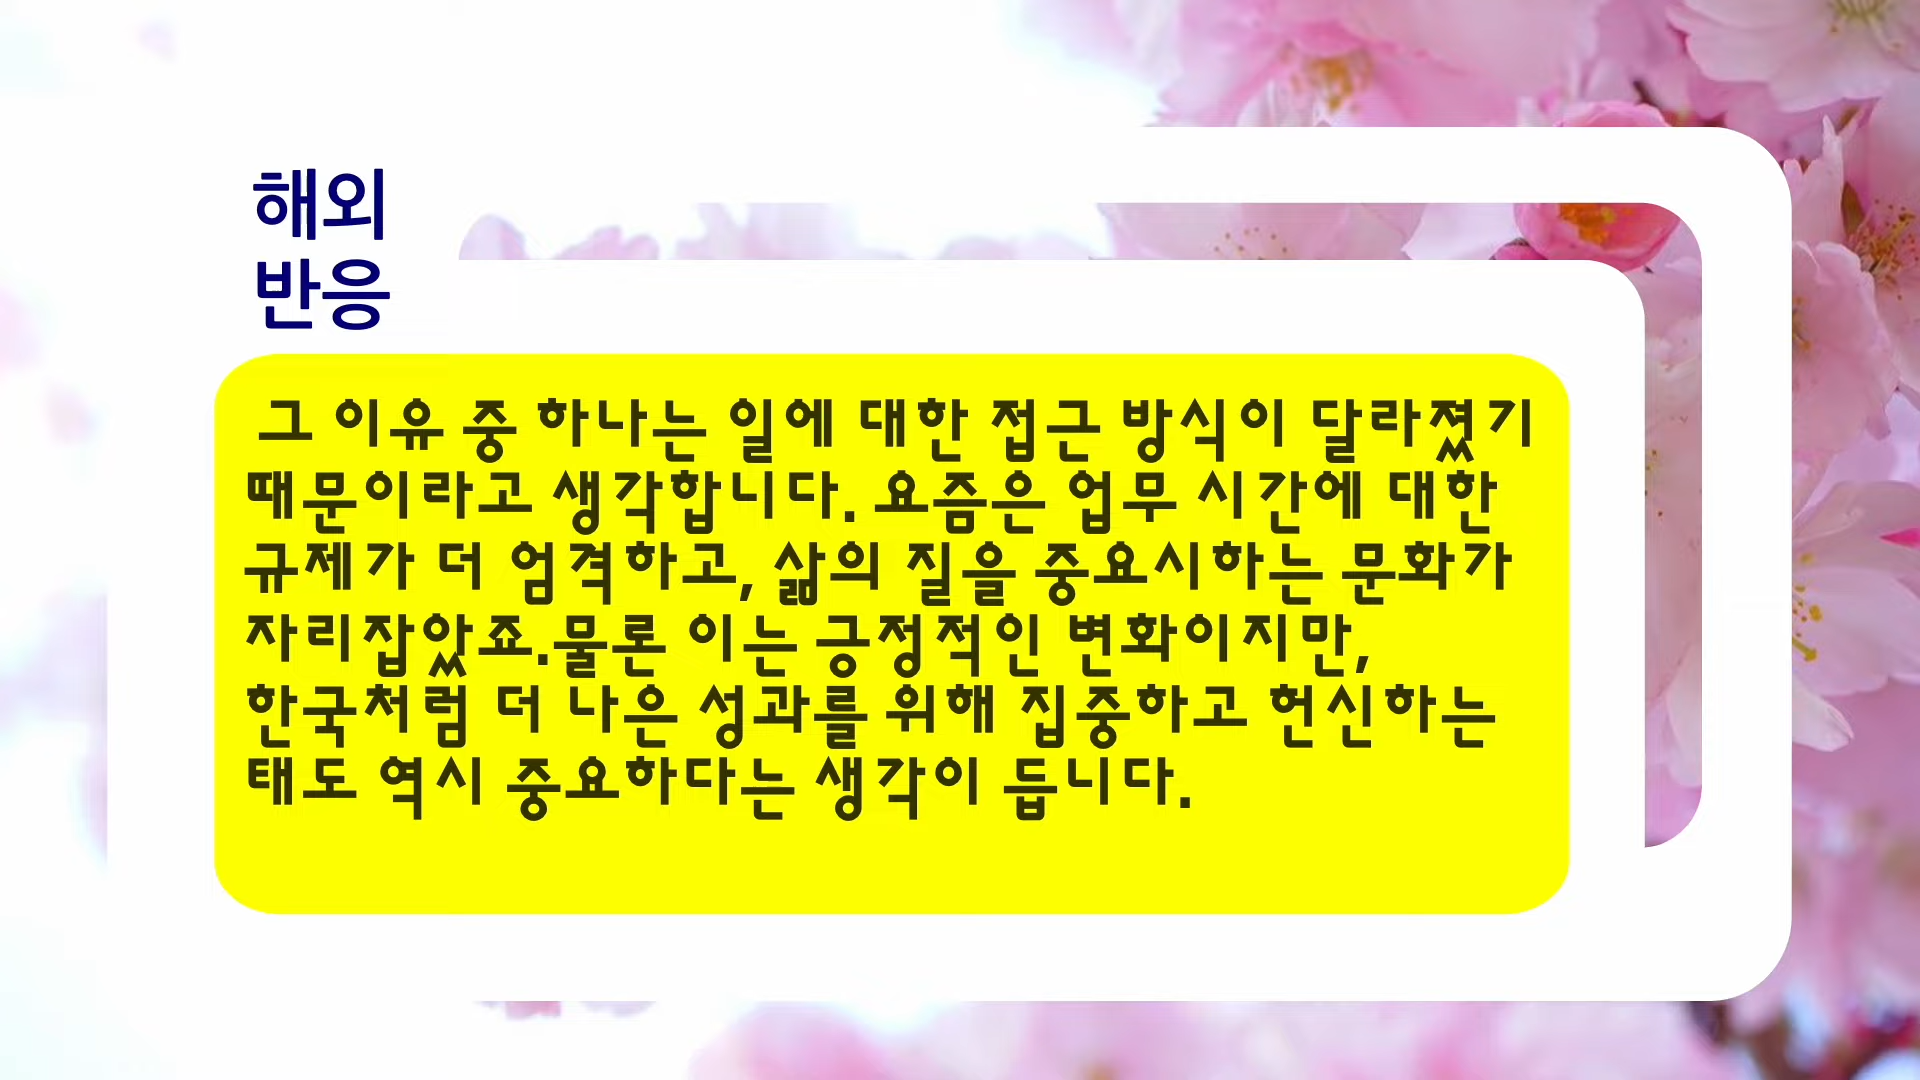 해외
반응
그 이유 중 하나는 일에 대한 접근 방식이 달라졌기
때문이라고 생각합니다. 요즘은 업무 시간에 대한
규제가 더 엄격하고, 삶의 질을 중요시하는 문화가
자리잡았죠.물론 이는 긍정적인 변화이지만,
한국처럼 더 나은 성과를 위해 집중하고 헌신하는
태도 역시 중요하다는 생각이 듭니다.